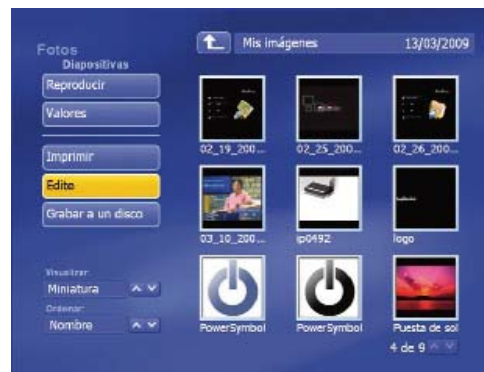 Fotos
Diapositivas
Reproducir
Valores
Imprimir
Edite
Grabar a un disco
Visualizar:
Miniatura
Ordenar:
Nombre
Mis imágenes 13/03/2009
02_19_200... 02_25_200... 02_26_200...
03_10_200... ip0492 logo
PowerSymbol PowerSymbol Puesta de sol
4 de 9